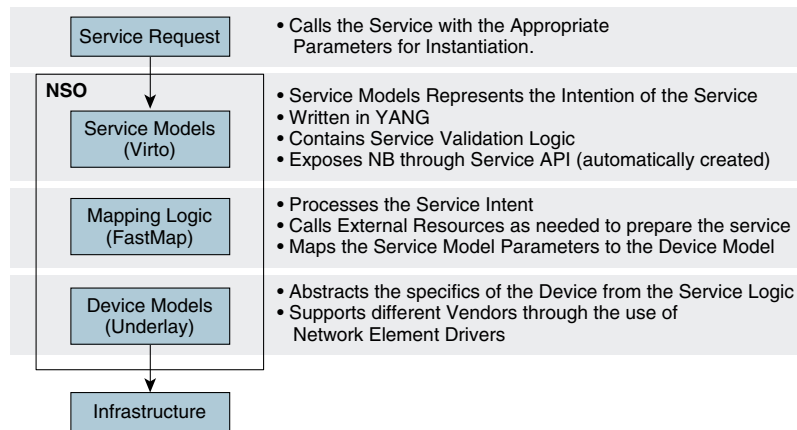 Service Request
• Calls the Service with the Appropriate
Parameters for Instantiation.
NSO
Service Models
(Virto)
• Service Models Represents the Intention of the Service
• Written in YANG
• Contains Service Validation Logic
• Exposes NB through Service API (automatically created)
Mapping Logic
(FastMap)
• Processes the Service Intent
• Calls External Resources as needed to prepare the service
• Maps the Service Model Parameters to the Device Model
Device Models
(Underlay)
• Abstracts the specifics of the Device from the Service Logic
• Supports different Vendors through the use of
Network Element Drivers
Infrastructure